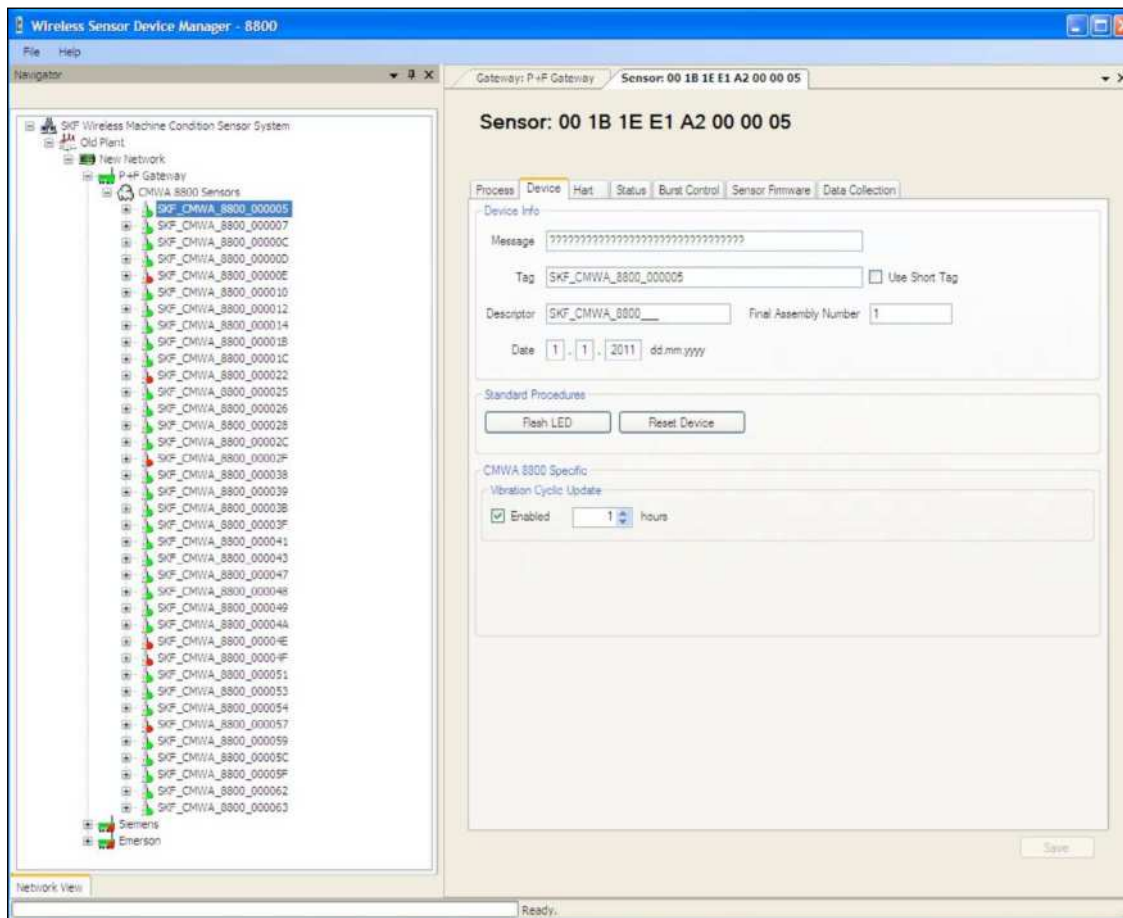 Wireless Sensor Device Manager - 8800
File Help
Navigator
SKF Wireless Machine Condition Sensor System
Old Plant
New Network
P+F Gateway
CMWA 8800 Sensors
SKF_CMWA_8800_000005
SKF_CMWA_8800_000007
SKF_CMWA_8800_00000C
SKF_CMWA_8800_00000D
SKF_CMWA_8800_00000E
SKF_CMWA_8800_000010
SKF_CMWA_8800_000012
SKF_CMWA_8800_000014
SKF_CMWA_8800_00001B
SKF_CMWA_8800_00001C
SKF_CMWA_8800_000022
SKF_CMWA_8800_000025
SKF_CMWA_8800_000026
SKF_CMWA_8800_000028
SKF_CMWA_8800_00002C
SKF_CMWA_8800_00002F
SKF_CMWA_8800_000038
SKF_CMWA_8800_000039
SKF_CMWA_8800_00003B
SKF_CMWA_8800_00003F
SKF_CMWA_8800_000041
SKF_CMWA_8800_000043
SKF_CMWA_8800_000047
SKF_CMWA_8800_000048
SKF_CMWA_8800_000049
SKF_CMWA_8800_00004A
SKF_CMWA_8800_00004E
SKF_CMWA_8800_00004F
SKF_CMWA_8800_000051
SKF_CMWA_8800_000053
SKF_CMWA_8800_000054
SKF_CMWA_8800_000057
SKF_CMWA_8800_000059
SKF_CMWA_8800_00005C
SKF_CMWA_8800_00005F
SKF_CMWA_8800_000062
SKF_CMWA_8800_000063
Siemens
Emerson
Network View
Gateway: P+F Gateway Sensor: 00 1B 1E E1 A2 00 00 05
Sensor: 00 1B 1E E1 A2 00 00 05
Process Device Hart Status Burst Control Sensor Firmware Data Collection
Device Info
Message ????????????????????????????????
Tag SKF_CMWA_8800_000005 Use Short Tag
Descriptor SKF_CMWA_8800___ Final Assembly Number 1
Date 1 . 1 . 2011 dd.mm.yyyy
Standard Procedures
Flash LED Reset Device
CMWA 8800 Specific
Vibration Cyclic Update
Enabled 1 hours
Save
Ready.